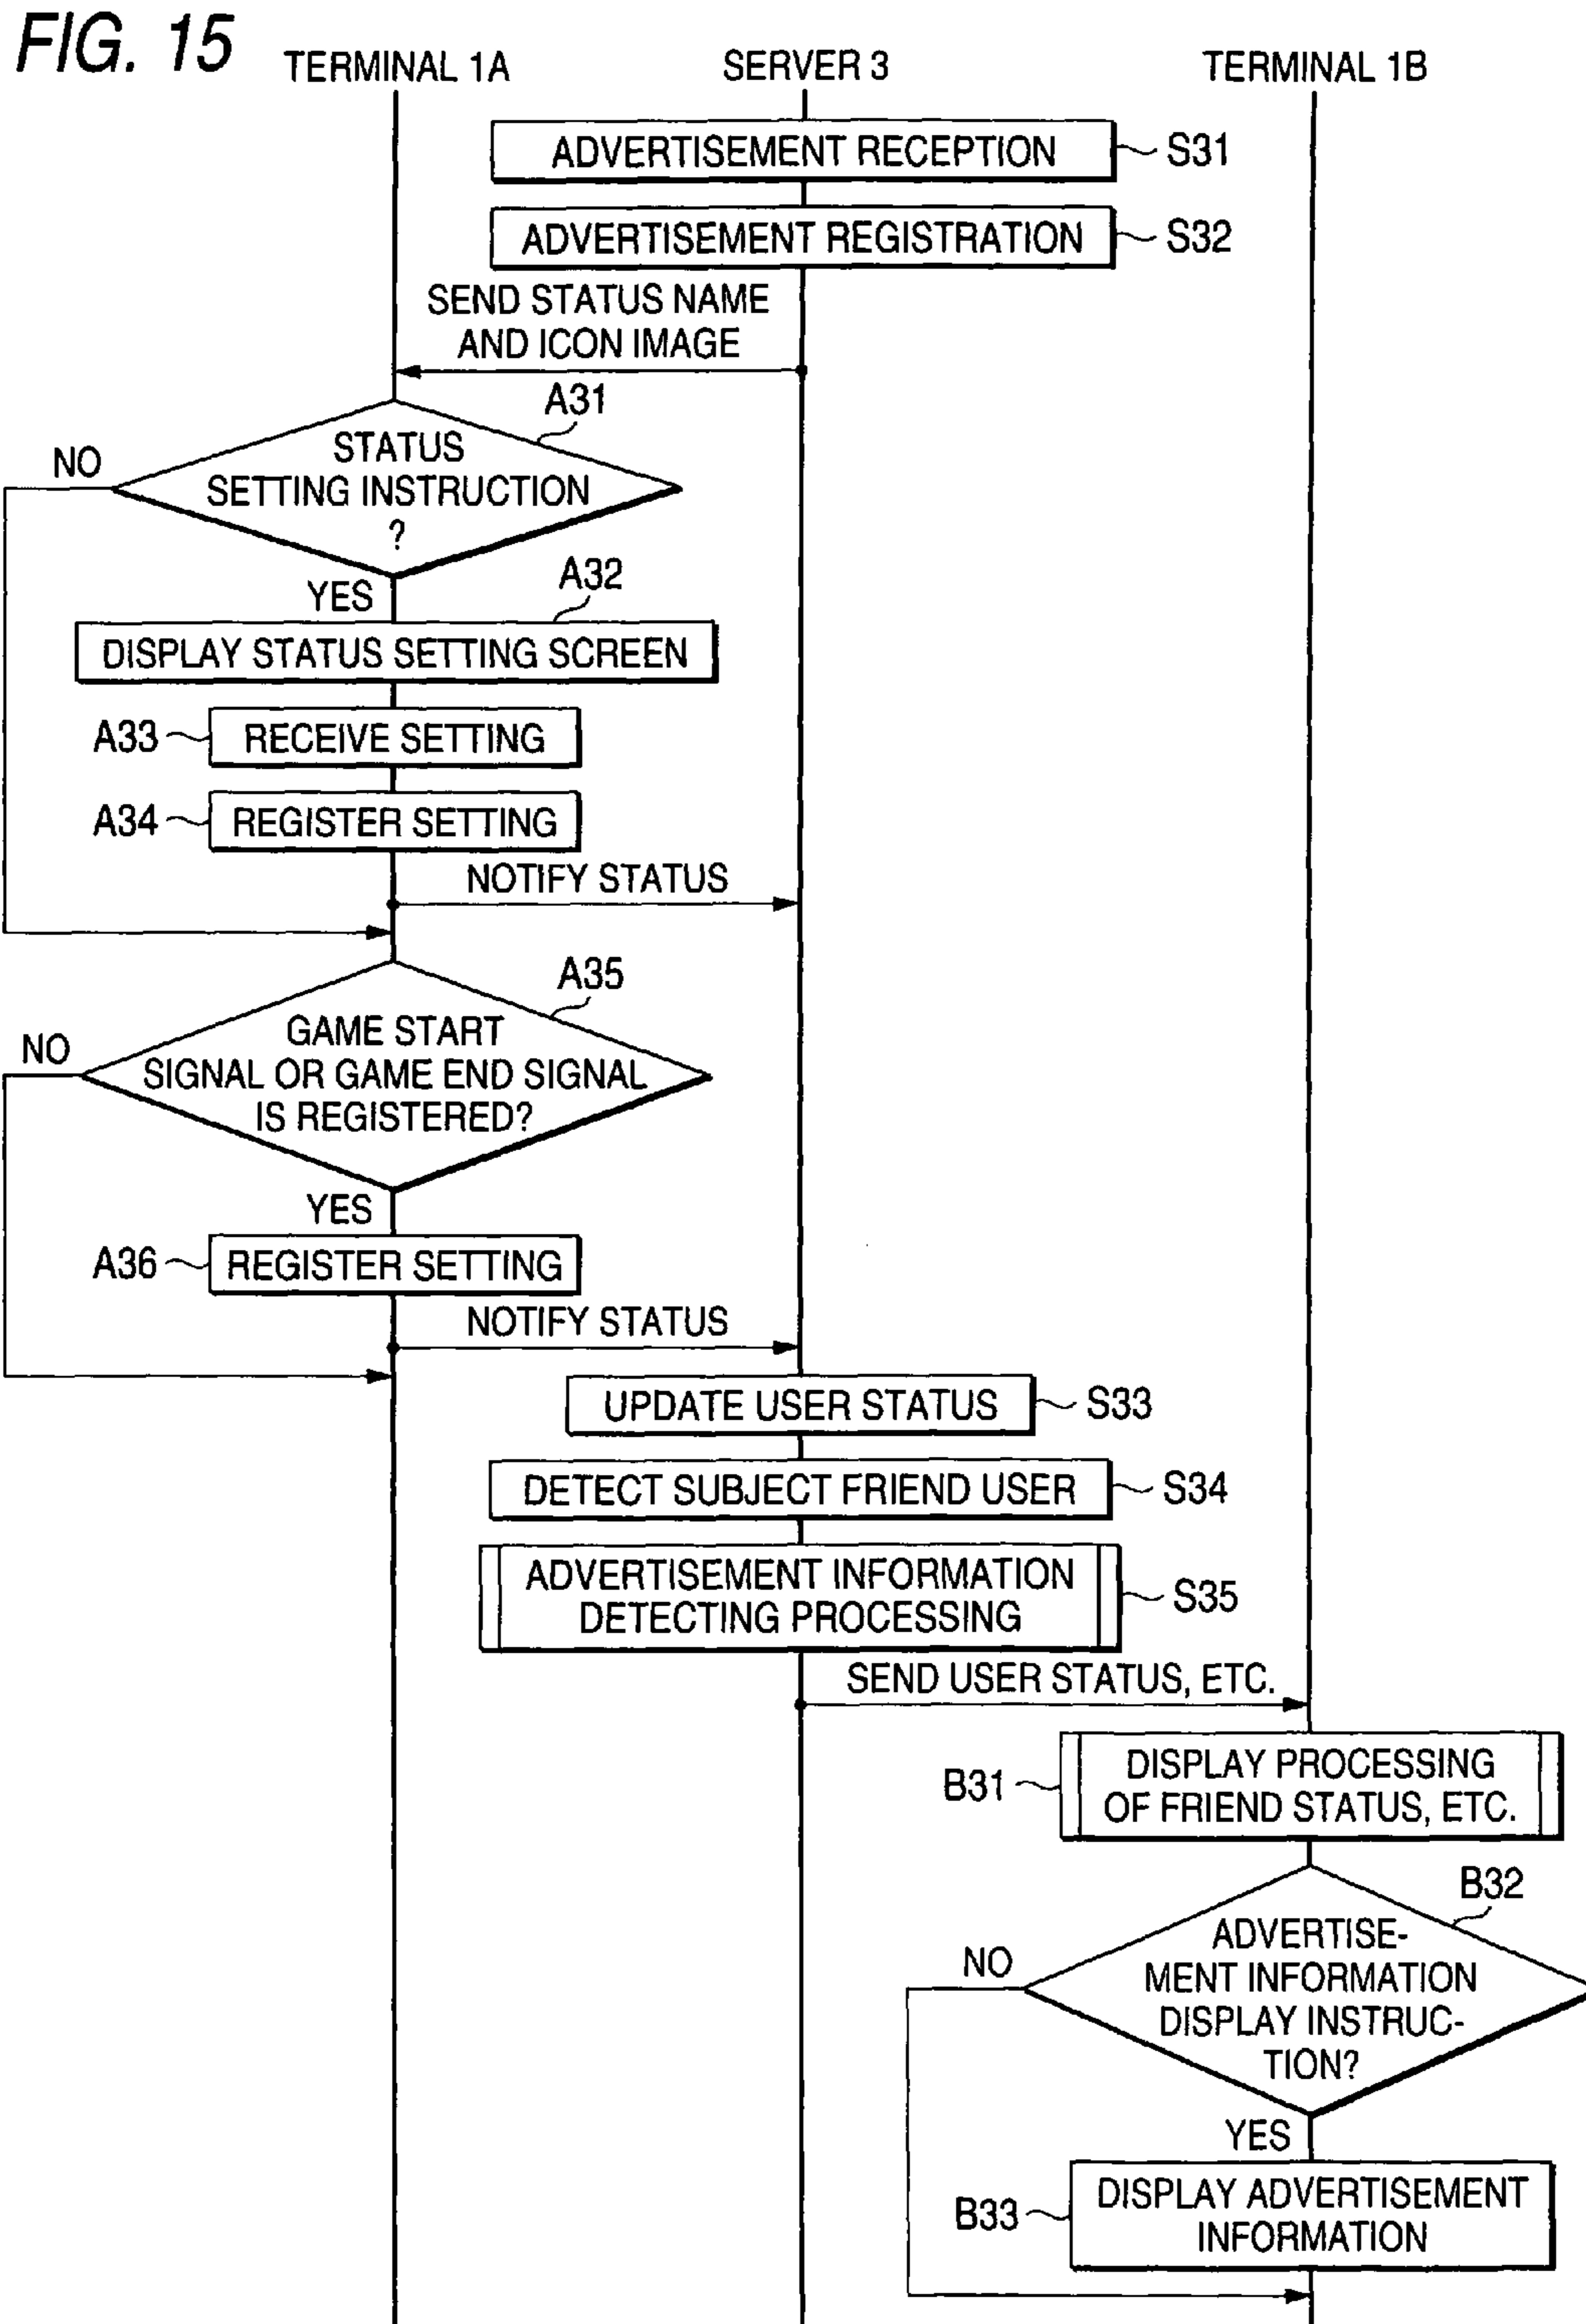 FIG. 15
TERMINAL 1A
SERVER 3
TERMINAL 1B
ADVERTISEMENT RECEPTION
S31
ADVERTISEMENT REGISTRATION
S32
SEND STATUS NAME
AND ICON IMAGE
A31
NO
STATUS
SETTING INSTRUCTION
?
YES
A32
DISPLAY STATUS SETTING SCREEN
A33
RECEIVE SETTING
A34
REGISTER SETTING
NOTIFY STATUS
A35
NO
GAME START
SIGNAL OR GAME END SIGNAL
IS REGISTERED?
YES
A36
REGISTER SETTING
NOTIFY STATUS
UPDATE USER STATUS
S33
DETECT SUBJECT FRIEND USER
S34
ADVERTISEMENT INFORMATION
DETECTING PROCESSING
S35
SEND USER STATUS, ETC.
B31
DISPLAY PROCESSING
OF FRIEND STATUS, ETC.
B32
NO
ADVERTISE-
MENT INFORMATION
DISPLAY INSTRUC-
TION?
YES
B33
DISPLAY ADVERTISEMENT
INFORMATION